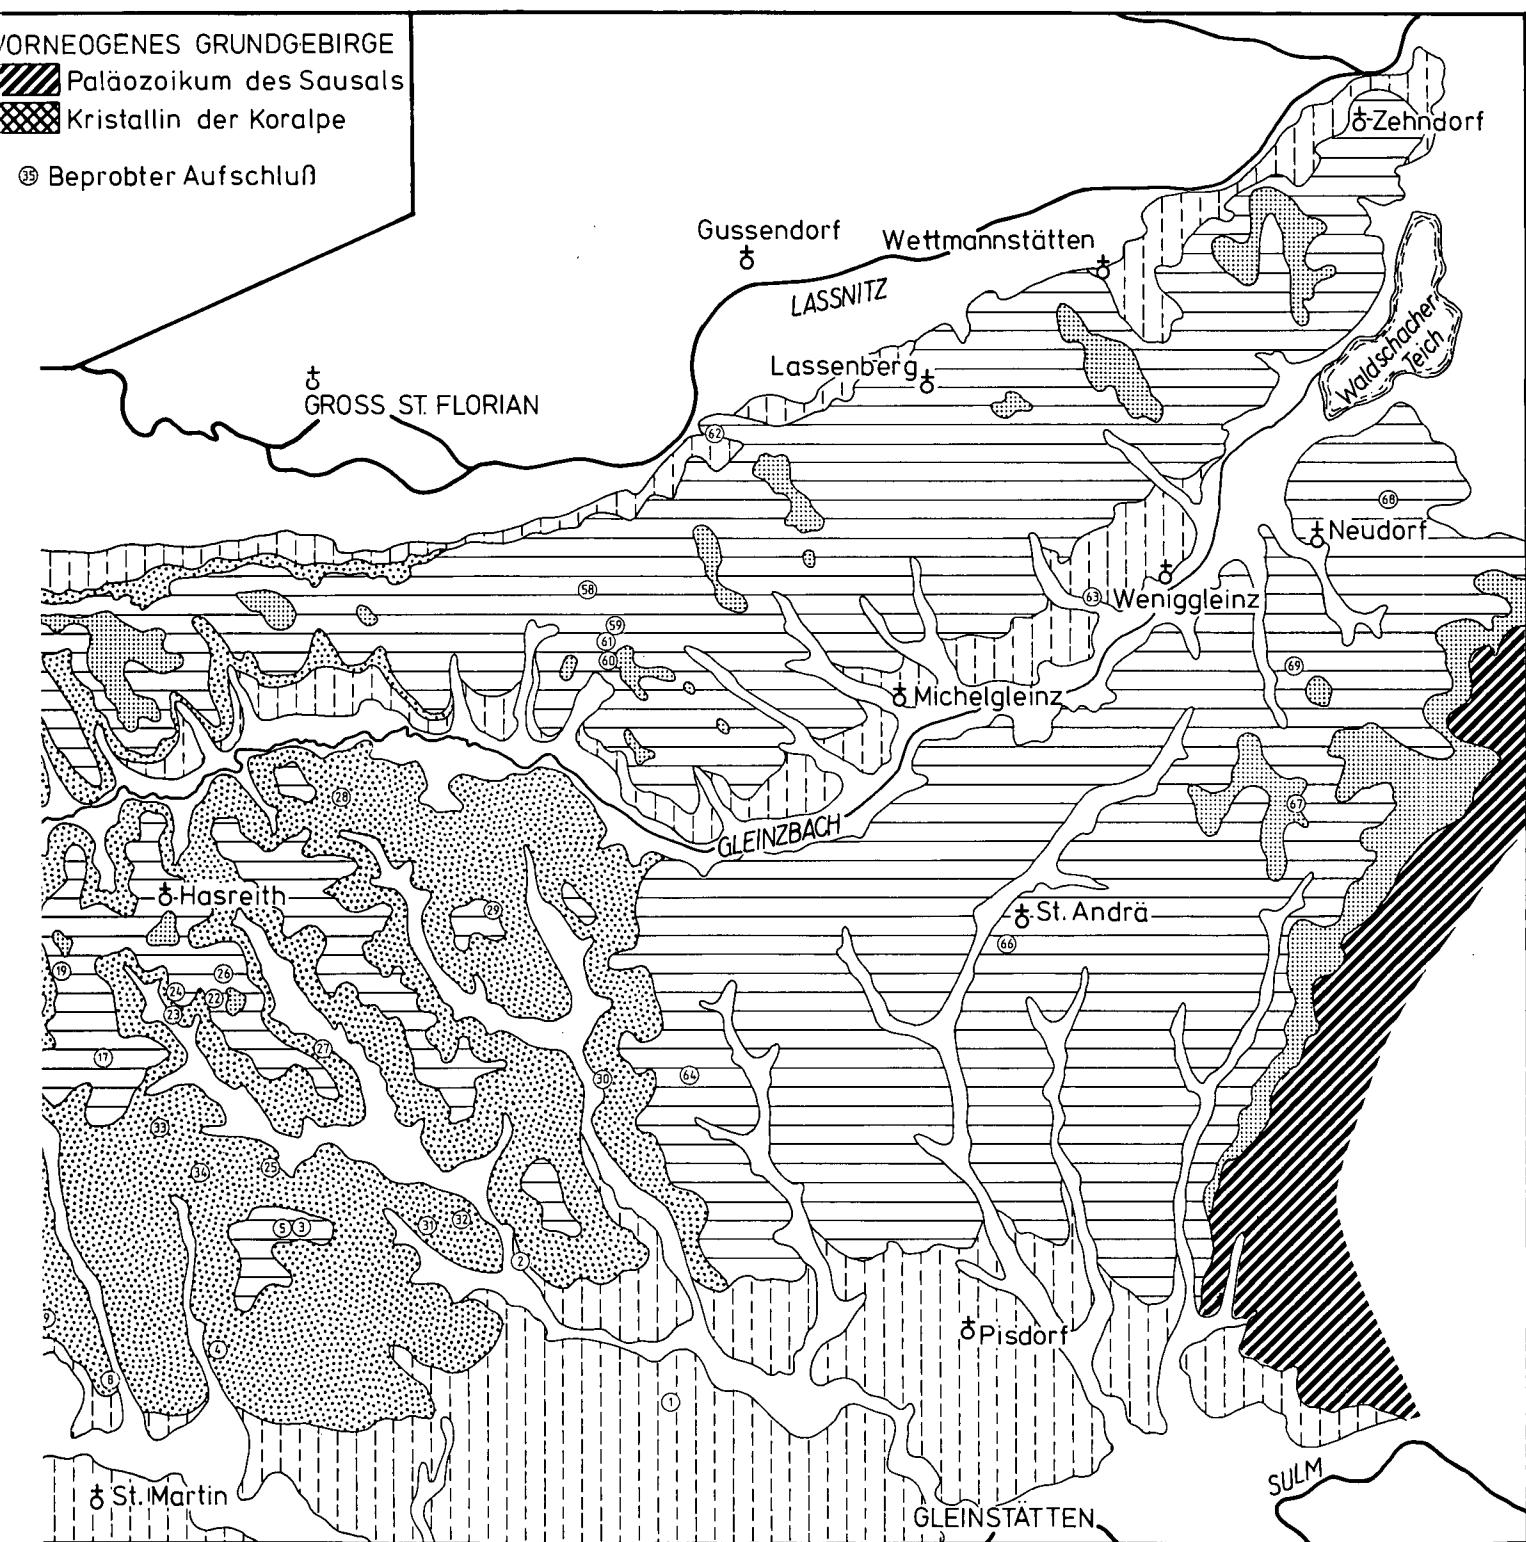 VORNEOGENES GRUNDGEBIRGE
Paläozoikum des Sausals
Kristallin der Koralpe
35 Beprobter Aufschluß
Zehndorf
Gussendorf
Wettmannstätten
LASSNITZ
Waldschacher
Teich
Lassenberg
GROSS ST. FLORIAN
62
68
Neudorf
58
63
Weniggleinz
59
61
60
69
Michelgleinz
28
67
GLEINZBACH
Hasreith
29
St. Andrä
66
19
26
24
22
23
17
27
30
64
33
34
25
5
3
31
32
2
9
4
Pisdorf
8
1
St. Martin
SULM
GLEINSTÄTTEN